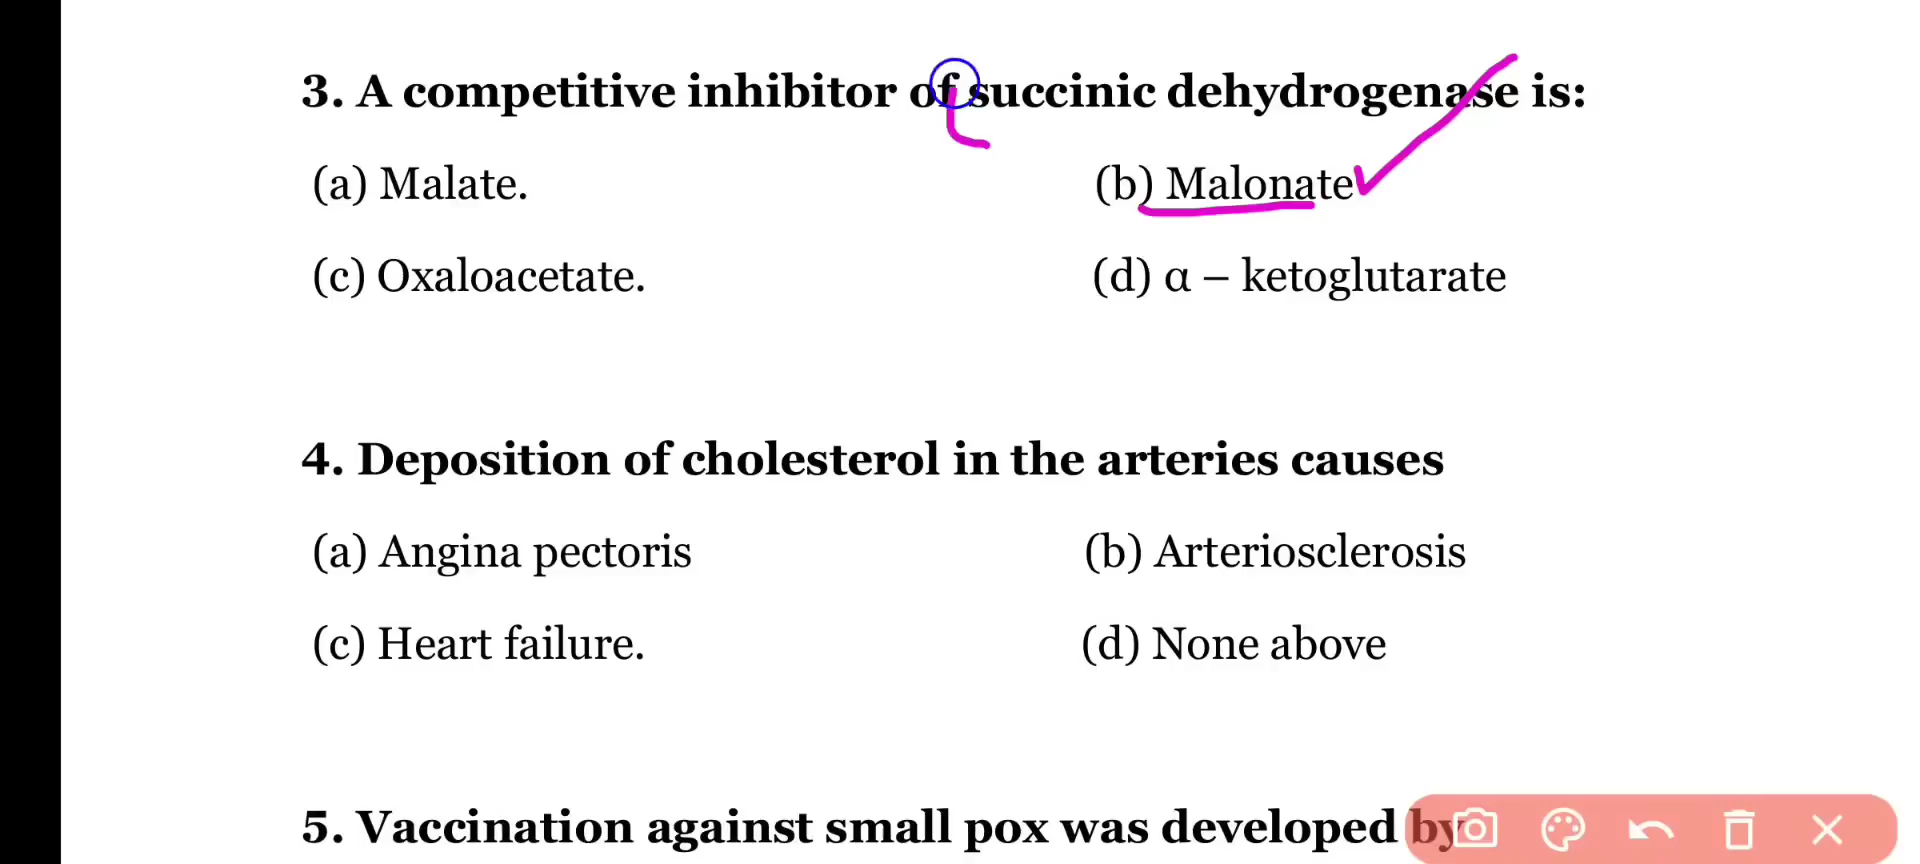 3. A competitive inhibitor of succinic dehydrogenase is:
(a) Malate. (b) Malonate
(c) Oxaloacetate. (d) α – ketoglutarate
4. Deposition of cholesterol in the arteries causes
(a) Angina pectoris (b) Arteriosclerosis
(c) Heart failure. (d) None above
5. Vaccination against small pox was developed by